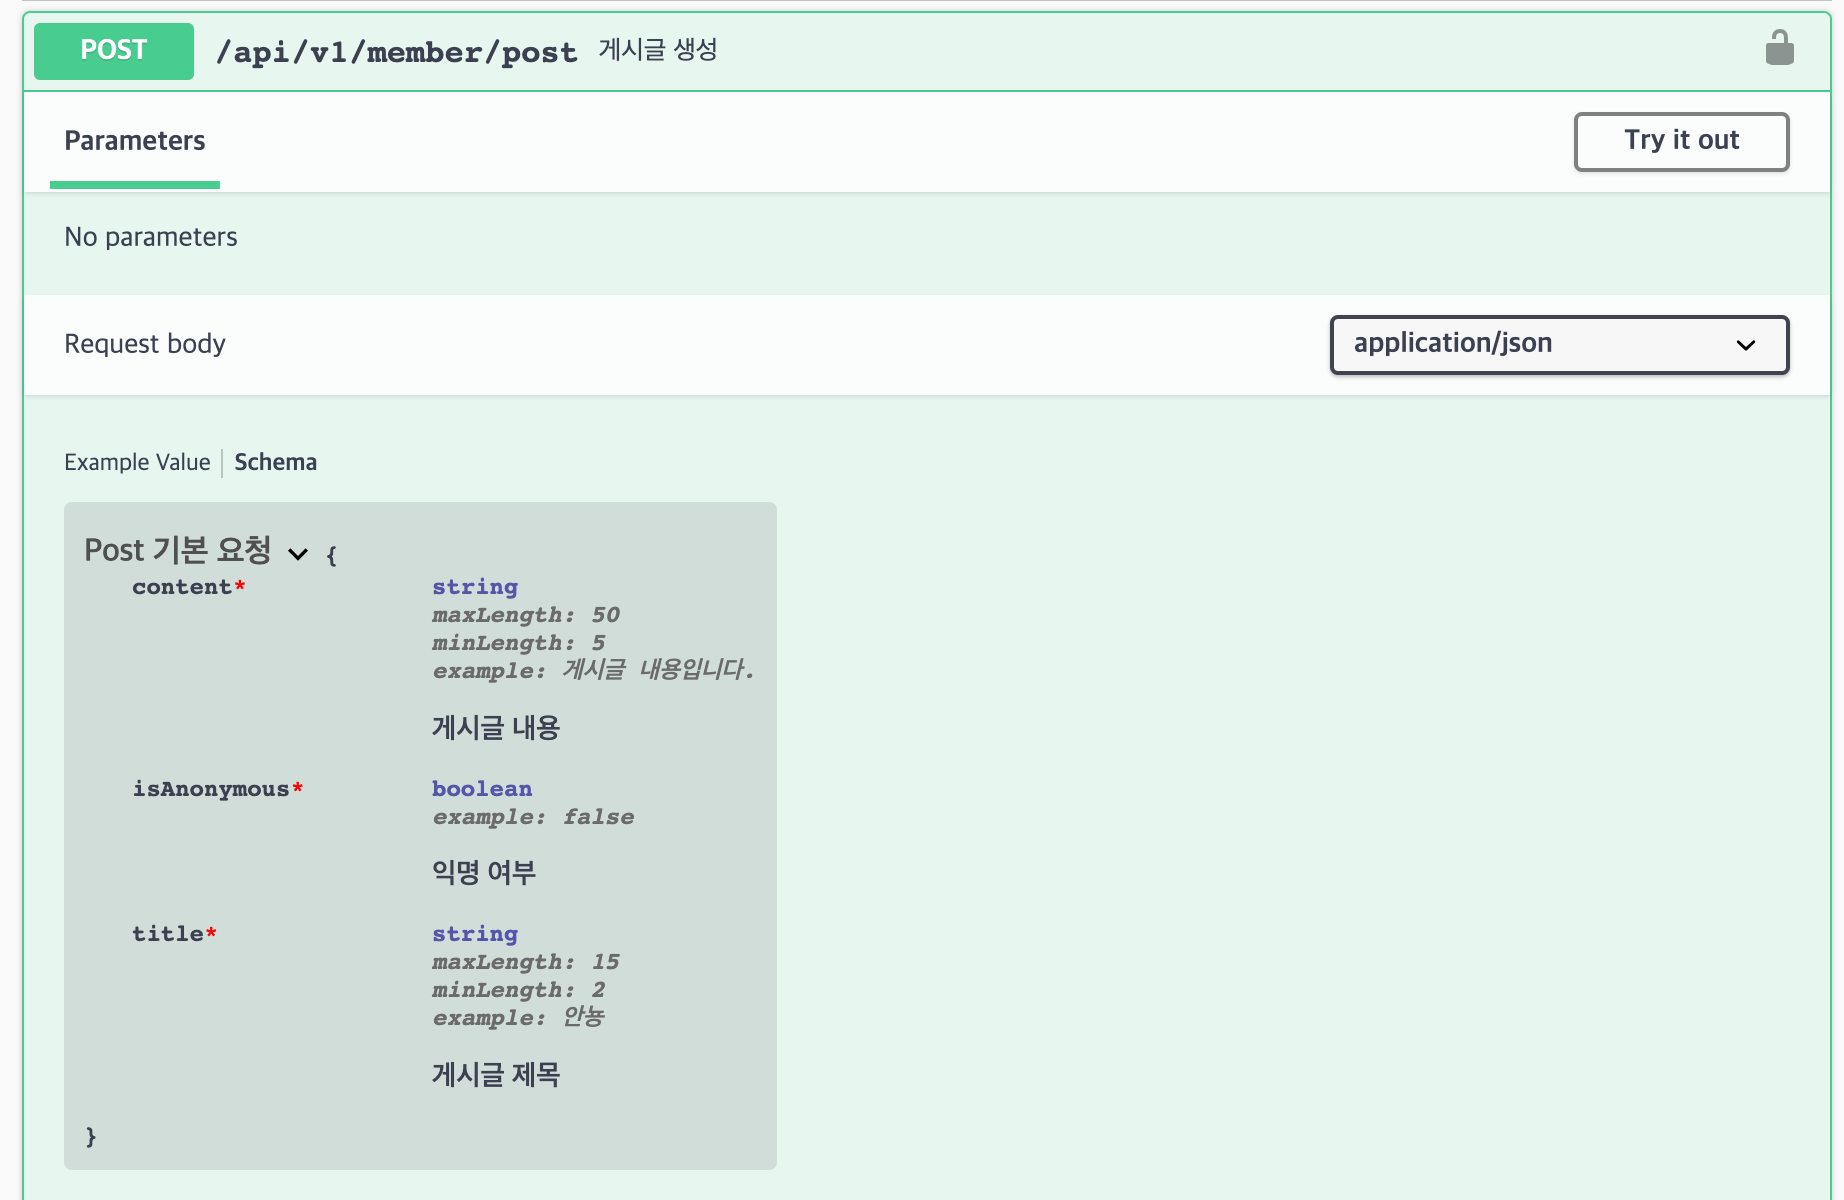 POST /api/v1/member/post 게시글 생성
Parameters
Try it out
No parameters
Request body
application/json
Example Value Schema
Post 기본 요청 {
content* string
maxLength: 50
minLength: 5
example: 게시글 내용입니다.
게시글 내용
isAnonymous* boolean
example: false
익명 여부
title* string
maxLength: 15
minLength: 2
example: 안뇽
게시글 제목
}